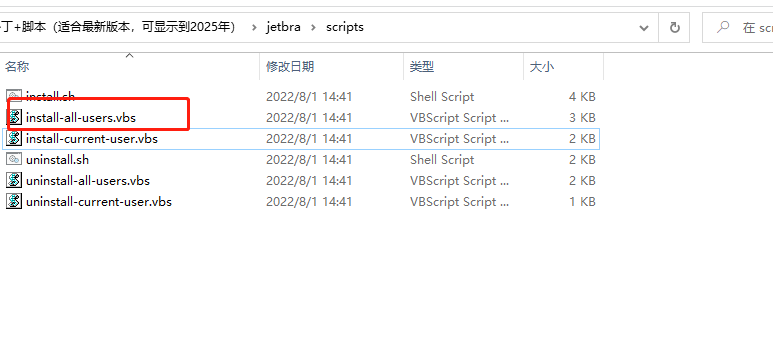 丁+脚本（适合最新版本，可显示到2025年） > jetbra > scripts
在 scr
名称 修改日期 类型 大小
install.sh 2022/8/1 14:41 Shell Script 4 KB
install-all-users.vbs 2022/8/1 14:41 VBScript Script ... 3 KB
install-current-user.vbs 2022/8/1 14:41 VBScript Script ... 2 KB
uninstall.sh 2022/8/1 14:41 Shell Script 2 KB
uninstall-all-users.vbs 2022/8/1 14:41 VBScript Script ... 2 KB
uninstall-current-user.vbs 2022/8/1 14:41 VBScript Script ... 1 KB